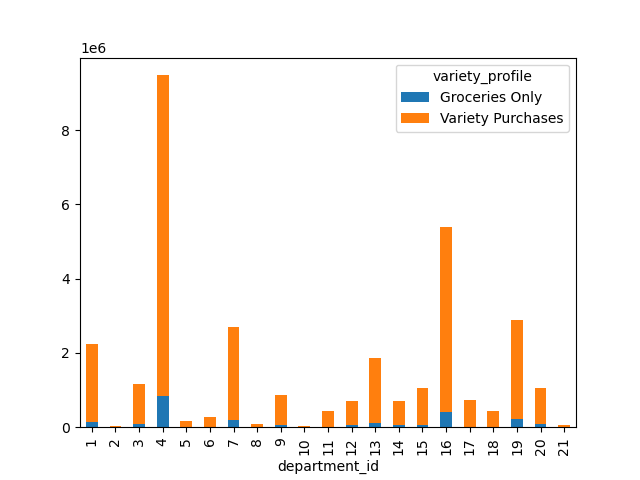 1e6
8
6
4
2
0
variety_profile
Groceries Only
Variety Purchases
1 2 3 4 5 6 7 8 9 10 11 12 13 14 15 16 17 18 19 20 21
department_id